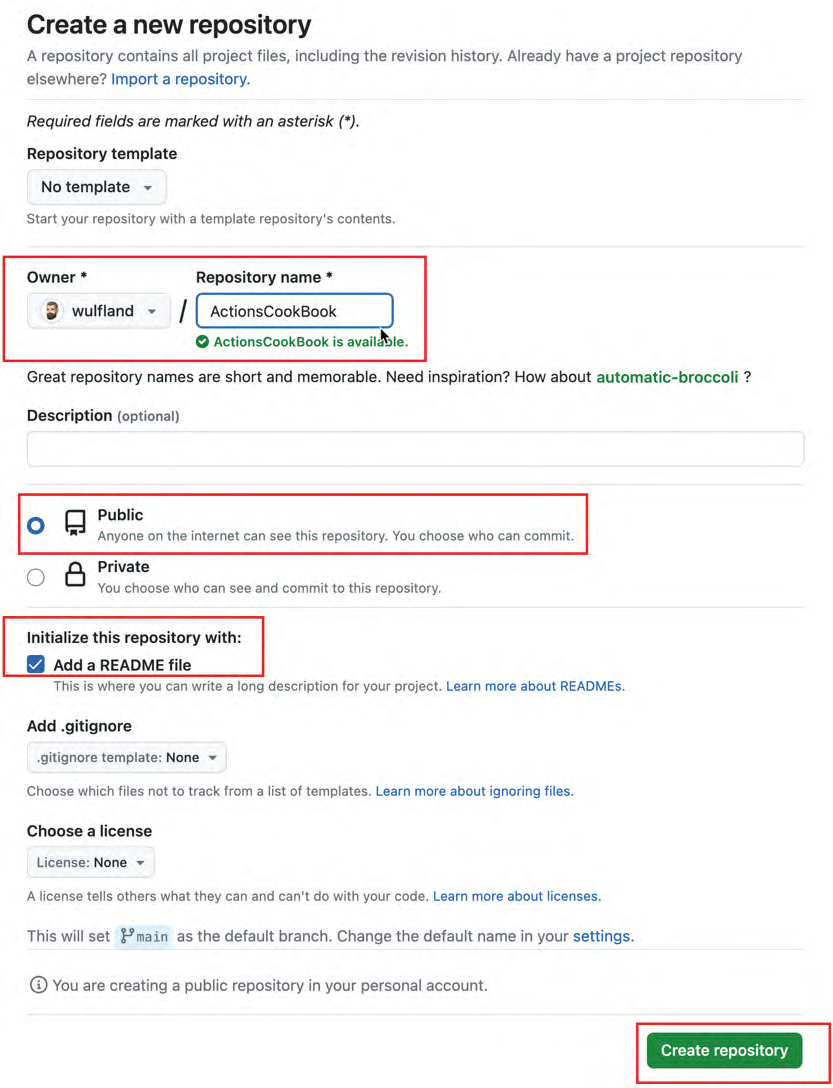 Create a new repository
A repository contains all project files, including the revision history. Already have a project repository
elsewhere? Import a repository.
Required fields are marked with an asterisk (*).
Repository template
No template
Start your repository with a template repository's contents.
Owner * Repository name *
wulfland / ActionsCookBook
ActionsCookBook is available.
Great repository names are short and memorable. Need inspiration? How about automatic-broccoli ?
Description (optional)
Public
Anyone on the internet can see this repository. You choose who can commit.
Private
You choose who can see and commit to this repository.
Initialize this repository with:
Add a README file
This is where you can write a long description for your project. Learn more about READMEs.
Add .gitignore
.gitignore template: None
Choose which files not to track from a list of templates. Learn more about ignoring files.
Choose a license
License: None
A license tells others what they can and can't do with your code. Learn more about licenses.
This will set main as the default branch. Change the default name in your settings.
You are creating a public repository in your personal account.
Create repository